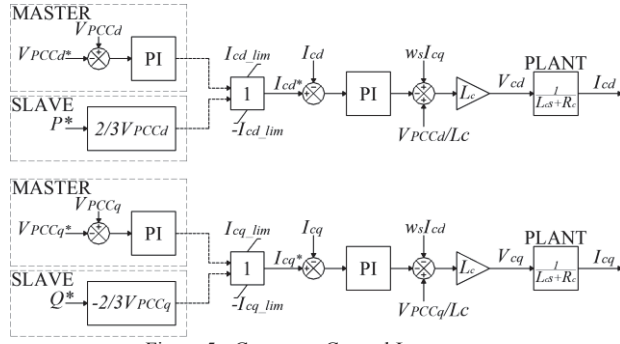 MASTER
VPCCd
VPCCd*
PI
SLAVE
P*
2/3VPCCd
Icd_lim
1
-Icd_lim
Icd*
Icd
PI
wsIcq
VPCCd/Lc
Lc
Vcd
PLANT
1
Lcs+Rc
Icd
MASTER
VPCCq
VPCCq*
PI
SLAVE
Q*
-2/3VPCCq
Icq_lim
1
-Icq_lim
Icq*
Icq
PI
wsIcd
VPCCq/Lc
Lc
Vcq
PLANT
1
Lcs+Rc
Icq